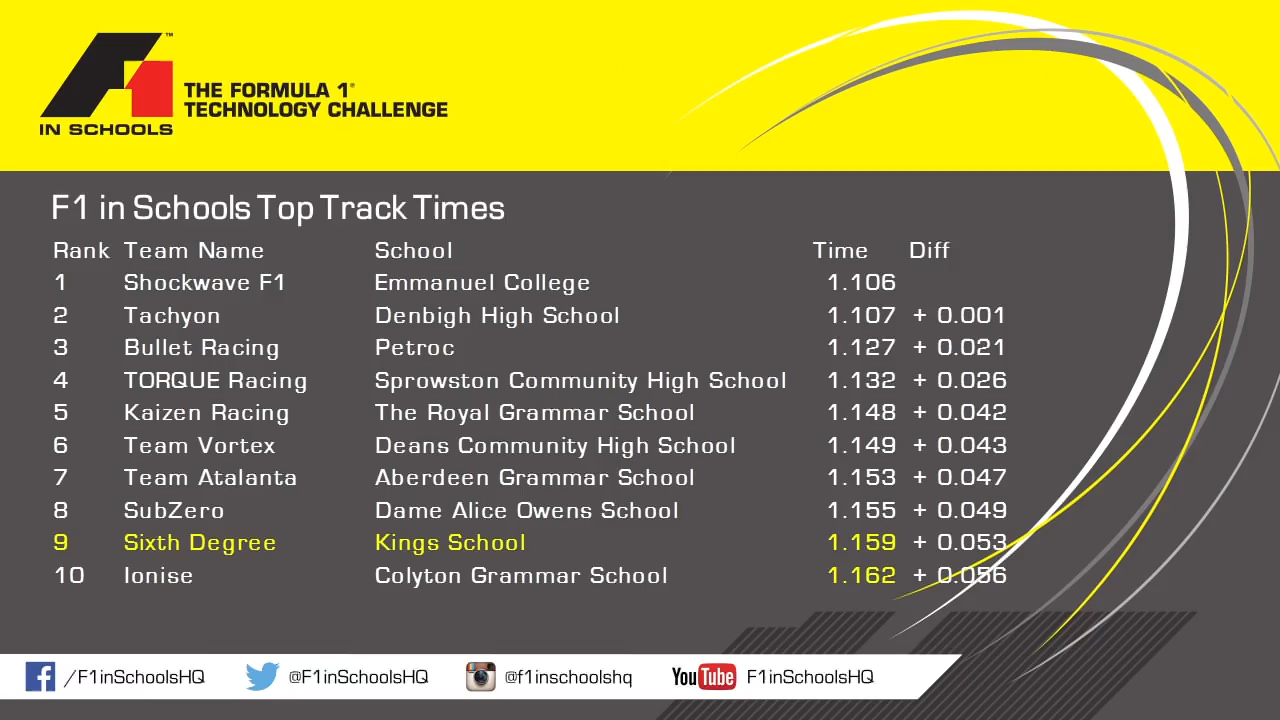 F1 ™
IN SCHOOLS
THE FORMULA 1®
TECHNOLOGY CHALLENGE
F1 in Schools Top Track Times
Rank Team Name School Time Diff
1 Shockwave F1 Emmanuel College 1.106
2 Tachyon Denbigh High School 1.107 + 0.001
3 Bullet Racing Petroc 1.127 + 0.021
4 TORQUE Racing Sprowston Community High School 1.132 + 0.026
5 Kaizen Racing The Royal Grammar School 1.148 + 0.042
6 Team Vortex Deans Community High School 1.149 + 0.043
7 Team Atalanta Aberdeen Grammar School 1.153 + 0.047
8 SubZero Dame Alice Owens School 1.155 + 0.049
9 Sixth Degree Kings School 1.159 + 0.053
10 Ionise Colyton Grammar School 1.162 + 0.056
/F1inSchoolsHQ @F1inSchoolsHQ @f1inschoolshq YouTube F1inSchoolsHQ